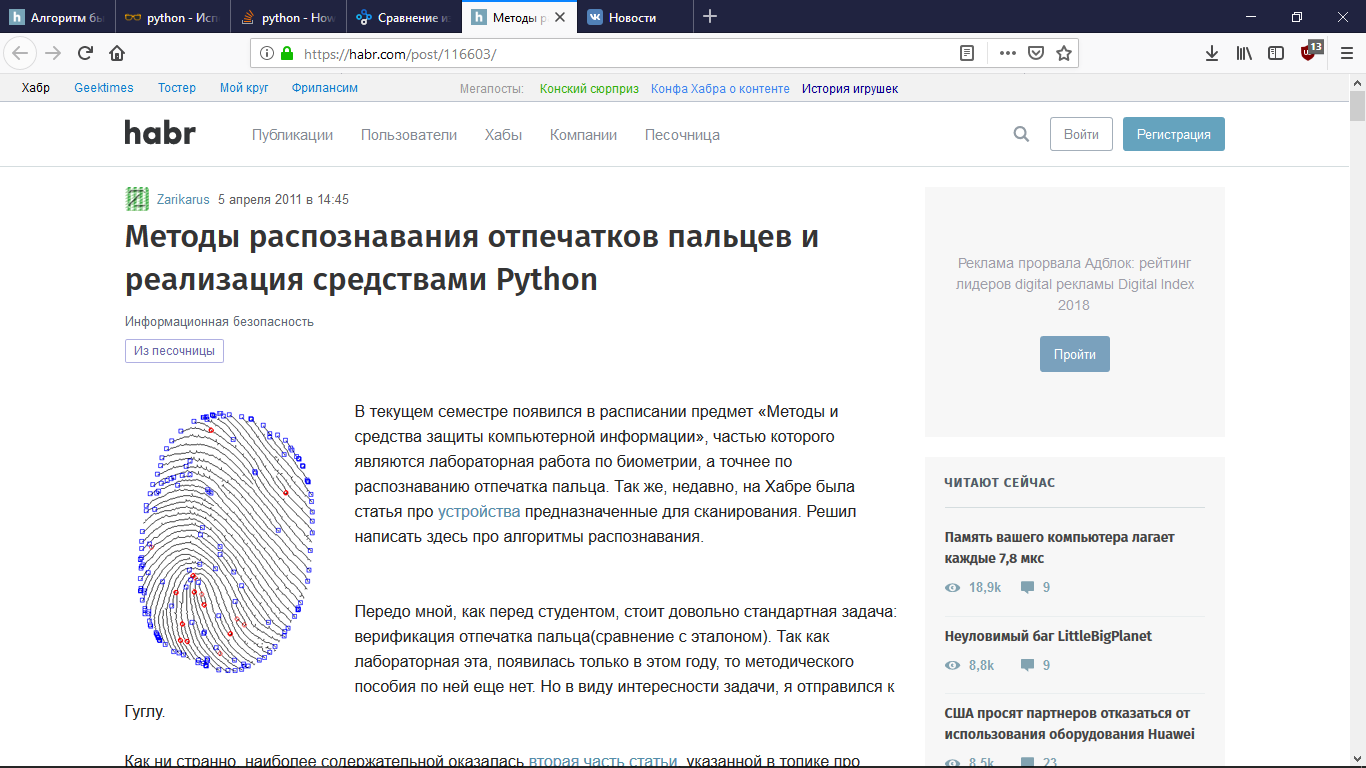 Алгоритм бы
python - Исп
python - How
Сравнение из
Методы р
Новости
https://habr.com/post/116603/
13
Хабр Geektimes Тостер Мой круг Фрилансим Мегапосты: Конский сюрприз Конфа Хабра о контенте История игрушек
habr Публикации Пользователи Хабы Компании Песочница Войти Регистрация
Zarikarus 5 апреля 2011 в 14:45
Методы распознавания отпечатков пальцев и
реализация средствами Python
Информационная безопасность
Из песочницы
В текущем семестре появился в расписании предмет «Методы и
средства защиты компьютерной информации», частью которого
являются лабораторная работа по биометрии, а точнее по
распознаванию отпечатка пальца. Так же, недавно, на Хабре была
статья про устройства предназначенные для сканирования. Решил
написать здесь про алгоритмы распознавания.
Передо мной, как перед студентом, стоит довольно стандартная задача:
верификация отпечатка пальца(сравнение с эталоном). Так как
лабораторная эта, появилась только в этом году, то методического
пособия по ней еще нет. Но в виду интересности задачи, я отправился к
Гуглу.
Как ни странно, наиболее содержательной оказалась вторая часть статьи, указанной в топике про
Реклама прорвала Адблок: рейтинг
лидеров digital рекламы Digital Index
2018
Пройти
ЧИТАЮТ СЕЙЧАС
Память вашего компьютера лагает
каждые 7,8 мкс
18,9k 9
Неуловимый баг LittleBigPlanet
8,8k 9
США просят партнеров отказаться от
использования оборудования Huawei
8,5k 23